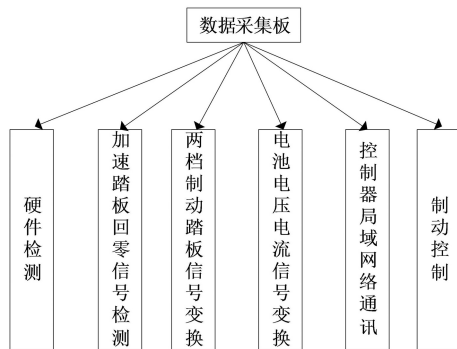 数据采集板
硬件检测
加速踏板回零信号检测
两档制动踏板信号变换
电池电压电流信号变换
控制器局域网络通讯
制动控制